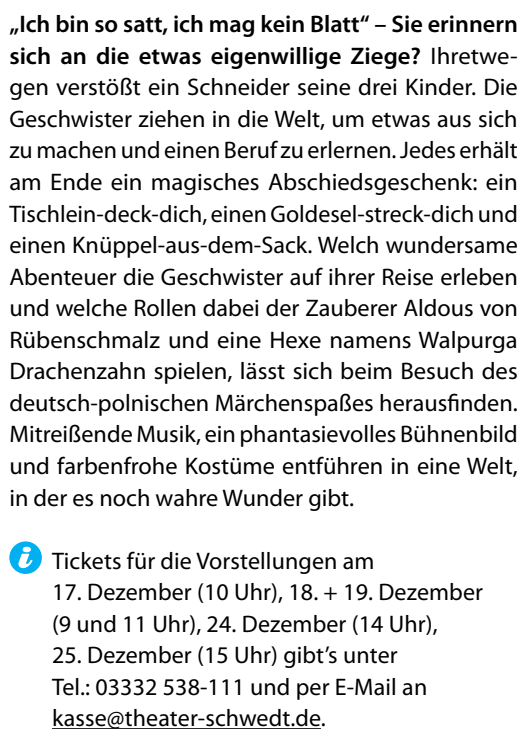 „Ich bin so satt, ich mag kein Blatt“ – Sie erinnern
sich an die etwas eigenwillige Ziege? Ihretwe-
gen verstößt ein Schneider seine drei Kinder. Die
Geschwister ziehen in die Welt, um etwas aus sich
zu machen und einen Beruf zu erlernen. Jedes erhält
am Ende ein magisches Abschiedsgeschenk: ein
Tischlein-deck-dich, einen Goldesel-streck-dich und
einen Knüppel-aus-dem-Sack. Welch wundersame
Abenteuer die Geschwister auf ihrer Reise erleben
und welche Rollen dabei der Zauberer Aldous von
Rübenschmalz und eine Hexe namens Walpurga
Drachenzahn spielen, lässt sich beim Besuch des
deutsch-polnischen Märchenspaßes herausfinden.
Mitreißende Musik, ein phantasievolles Bühnenbild
und farbenfrohe Kostüme entführen in eine Welt,
in der es noch wahre Wunder gibt.
i Tickets für die Vorstellungen am
17. Dezember (10 Uhr), 18. + 19. Dezember
(9 und 11 Uhr), 24. Dezember (14 Uhr),
25. Dezember (15 Uhr) gibt’s unter
Tel.: 03332 538-111 und per E-Mail an
kasse@theater-schwedt.de.